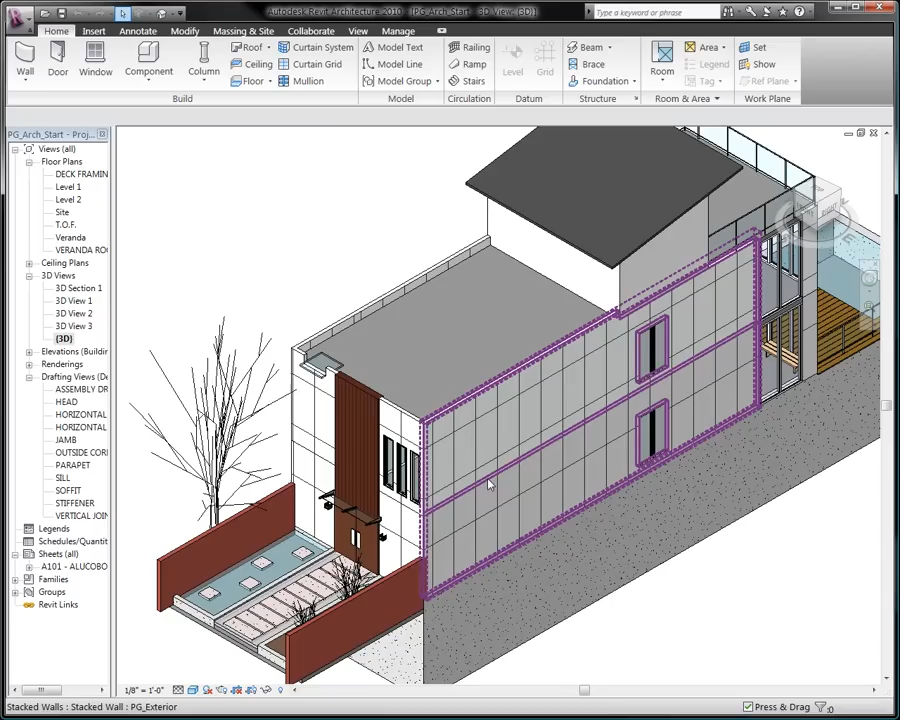 Autodesk Revit Architecture 2010 - [PG_Arch_Start - 3D View: {3D}]
Type a keyword or phrase
Home Insert Annotate Modify Massing & Site Collaborate View Manage
Wall Door Window Component Column
Roof Curtain System
Ceiling Curtain Grid
Floor Mullion
Model Text
Model Line
Model Group
Railing
Ramp
Stairs
Level Grid
Beam
Brace
Foundation
Room
Area
Legend
Tag
Set
Show
Ref Plane
Build Model Circulation Datum Structure Room & Area Work Plane
PG_Arch_Start - Proj...
Views (all)
Floor Plans
DECK FRAMIN
Level 1
Level 2
Site
T.O.F.
Veranda
VERANDA RO
Ceiling Plans
3D Views
3D Section 1
3D View 1
3D View 2
3D View 3
{3D}
Elevations (Buildin
Renderings
Drafting Views (De
ASSEMBLY DR
HEAD
HORIZONTAL
HORIZONTAL
JAMB
OUTSIDE COR
PARAPET
SILL
SOFFIT
STIFFENER
VERTICAL JOIN
Legends
Schedules/Quantit
Sheets (all)
A101 - ALUCOBO
Families
Groups
Revit Links
RIGHT
1/8" = 1'-0"
Stacked Walls : Stacked Wall : PG_Exterior
Press & Drag
:0